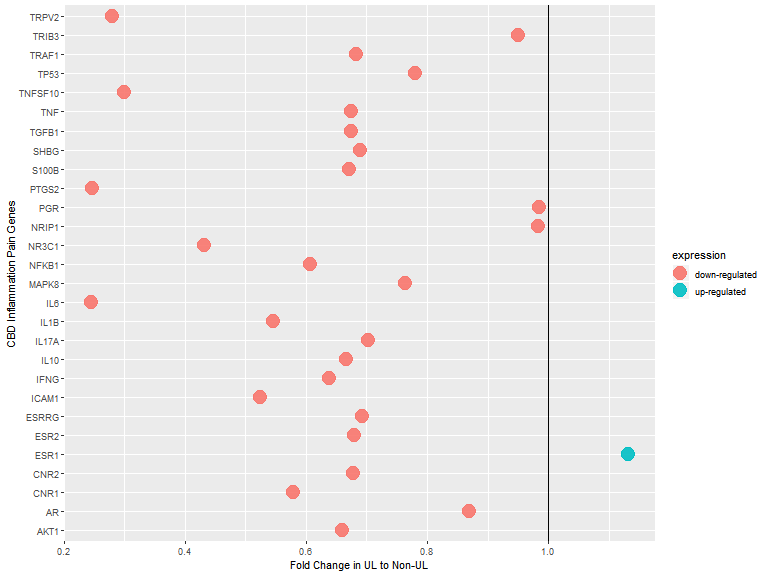 TRPV2
TRIB3
TRAF1
TP53
TNFSF10
TNF
TGFB1
SHBG
S100B
PTGS2
PGR
NRIP1
NR3C1
NFKB1
MAPK8
IL6
IL1B
IL17A
IL10
IFNG
ICAM1
ESRRG
ESR2
ESR1
CNR2
CNR1
AR
AKT1
CBD Inflammation Pain Genes
0.2 0.4 0.6 0.8 1.0
Fold Change in UL to Non-UL
expression
down-regulated
up-regulated